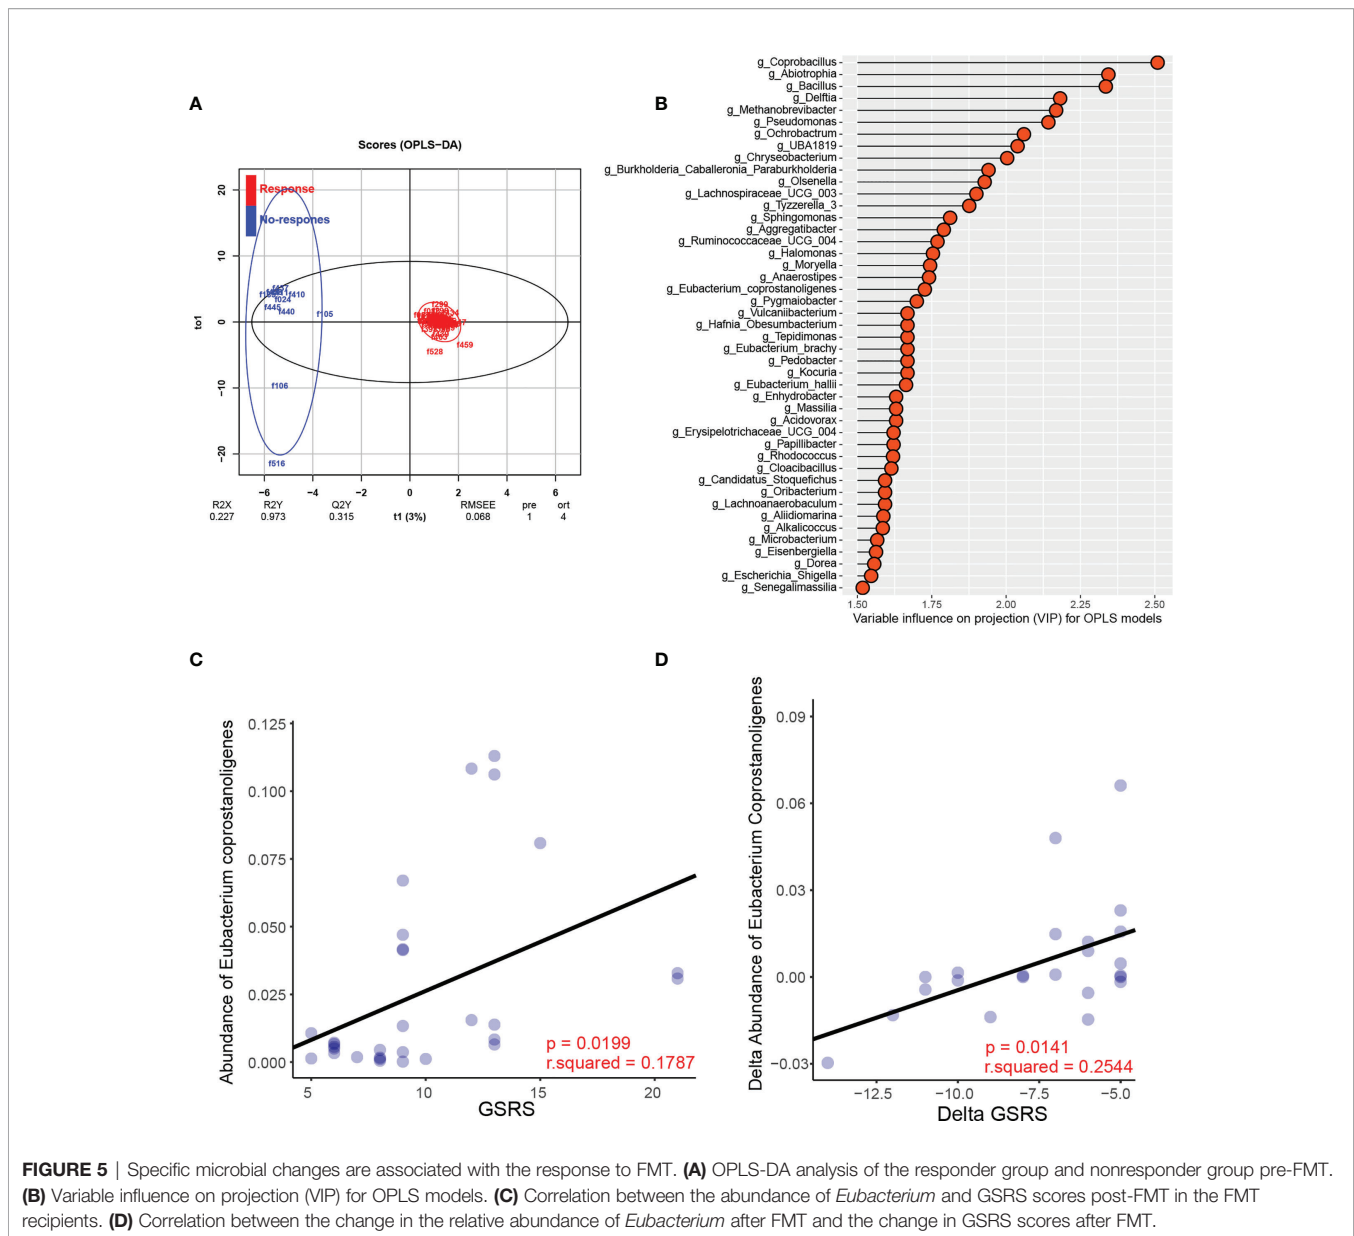 A
Scores (OPLS−DA)
Response
No-respones
20
10
0
−10
−20
to1
f410
f024
f445
f440
f105
f106
f516
f299
f459
f528
−6
−4
−2
0
2
4
6
R2X
R2Y
Q2Y
RMSEE
pre
ort
0.227
0.973
0.315
t1 (3%)
0.068
1
4
B
g_Coprobacillus
g_Abiotrophia
g_Bacillus
g_Delftia
g_Methanobrevibacter
g_Pseudomonas
g_Ochrobactrum
g_UBA1819
g_Chryseobacterium
g_Burkholderia_Caballeronia_Paraburkholderia
g_Olsenella
g_Lachnospiraceae_UCG_003
g_Tyzzerella_3
g_Sphingomonas
g_Aggregatibacter
g_Ruminococcaceae_UCG_004
g_Halomonas
g_Moryella
g_Anaerostipes
g_Eubacterium_coprostanoligenes
g_Pygmaiobacter
g_Vulcaniibacterium
g_Hafnia_Obesumbacterium
g_Tepidimonas
g_Eubacterium_brachy
g_Pedobacter
g_Kocuria
g_Eubacterium_hallii
g_Enhydrobacter
g_Massilia
g_Acidovorax
g_Erysipelotrichaceae_UCG_004
g_Papillibacter
g_Rhodococcus
g_Cloacibacillus
g_Candidatus_Stoquefichus
g_Oribacterium
g_Lachnoanaerobaculum
g_Aliidiomarina
g_Alkalicoccus
g_Microbacterium
g_Eisenbergiella
g_Dorea
g_Escherichia_Shigella
g_Senegalimassilia
1.50
1.75
2.00
2.25
2.50
Variable influence on projection (VIP) for OPLS models
C
Abundance of Eubacterium coprostanoligenes
0.125
0.100
0.075
0.050
0.025
0.000
p = 0.0199
r.squared = 0.1787
5
10
15
20
GSRS
D
Delta Abundance of Eubacterium Coprostanoligenes
0.09
0.06
0.03
0.00
−0.03
p = 0.0141
r.squared = 0.2544
−12.5
−10.0
−7.5
−5.0
Delta GSRS
FIGURE 5 | Specific microbial changes are associated with the response to FMT. (A) OPLS-DA analysis of the responder group and nonresponder group pre-FMT.
(B) Variable influence on projection (VIP) for OPLS models. (C) Correlation between the abundance of Eubacterium and GSRS scores post-FMT in the FMT
recipients. (D) Correlation between the change in the relative abundance of Eubacterium after FMT and the change in GSRS scores after FMT.